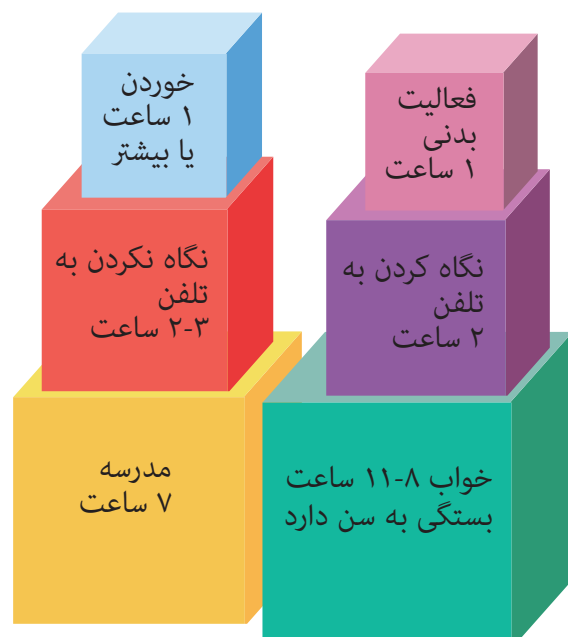 فعالیت
بدنی
۱ ساعت
خوردن
۱ ساعت
یا بیشتر
نگاه کردن به
تلفن
۲ ساعت
نگاه نکردن به
تلفن
۲-۳ ساعت
خواب ۸-۱۱ ساعت
بستگی به سن دارد
مدرسه
۷ ساعت